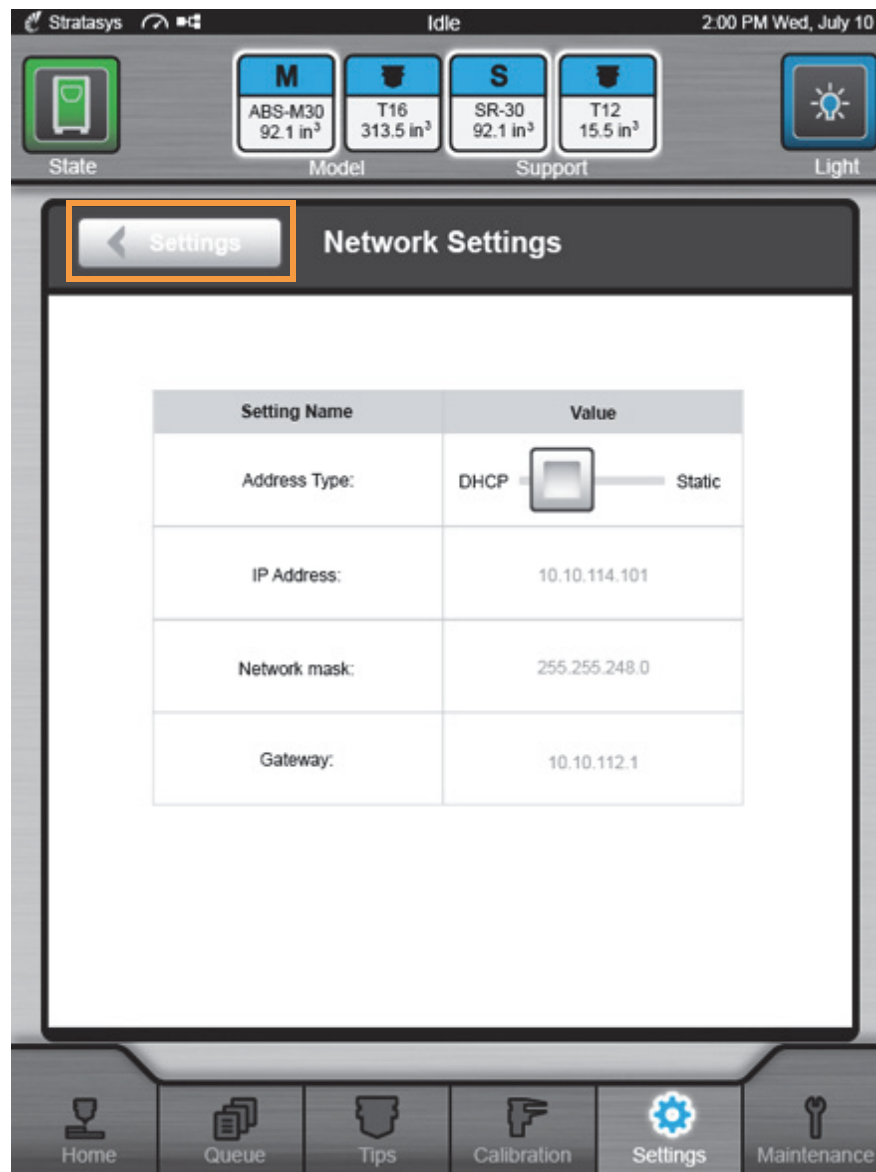 Stratasys Idle 2:00 PM Wed, July 10
M S
ABS-M30 T16 SR-30 T12
92.1 in³ 313.5 in³ 92.1 in³ 15.5 in³
State Model Support Light
Settings Network Settings
Setting Name Value
Address Type: DHCP Static
IP Address: 10.10.114.101
Network mask: 255.255.248.0
Gateway: 10.10.112.1
Home Queue Tips Calibration Settings Maintenance